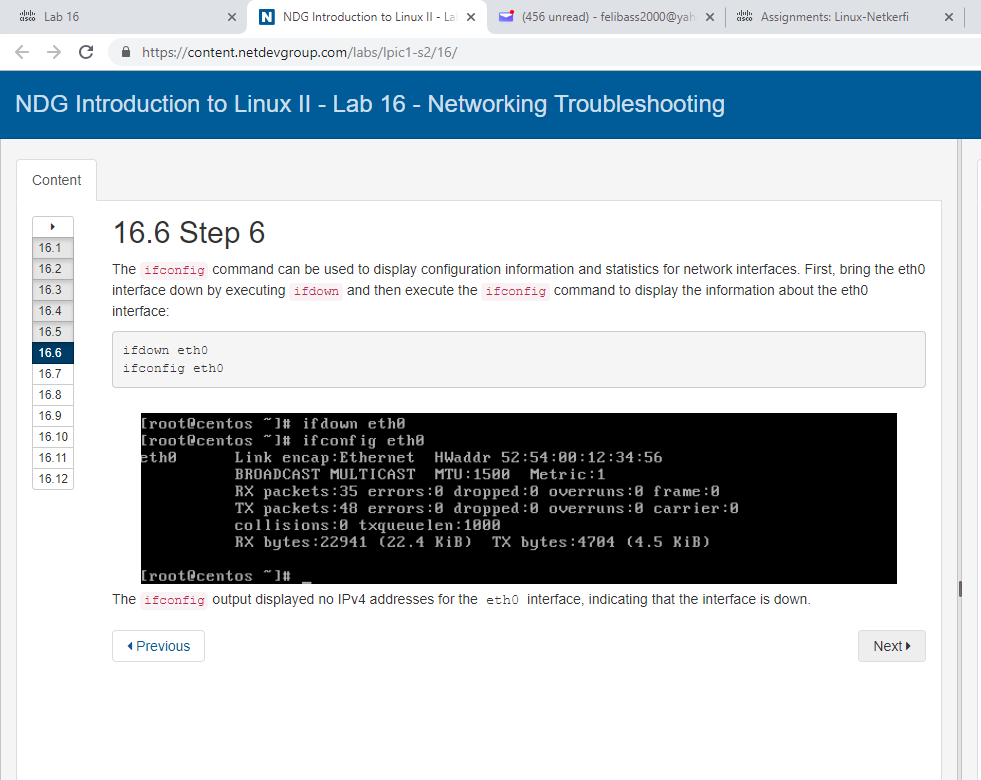 Lab 16
NDG Introduction to Linux II - La
(456 unread) - felibass2000@yah
Assignments: Linux-Netkerfi
https://content.netdevgroup.com/labs/lpic1-s2/16/
NDG Introduction to Linux II - Lab 16 - Networking Troubleshooting
Content
16.1
16.2
16.3
16.4
16.5
16.6
16.7
16.8
16.9
16.10
16.11
16.12
16.6 Step 6
The ifconfig command can be used to display configuration information and statistics for network interfaces. First, bring the eth0
interface down by executing ifdown and then execute the ifconfig command to display the information about the eth0
interface:
ifdown eth0
ifconfig eth0
[root@centos ~]# ifdown eth0
[root@centos ~]# ifconfig eth0
eth0 Link encap:Ethernet HWaddr 52:54:00:12:34:56
BROADCAST MULTICAST MTU:1500 Metric:1
RX packets:35 errors:0 dropped:0 overruns:0 frame:0
TX packets:48 errors:0 dropped:0 overruns:0 carrier:0
collisions:0 txqueuelen:1000
RX bytes:22941 (22.4 KiB) TX bytes:4704 (4.5 KiB)
[root@centos ~]# _
The ifconfig output displayed no IPv4 addresses for the eth0 interface, indicating that the interface is down.
Previous
Next